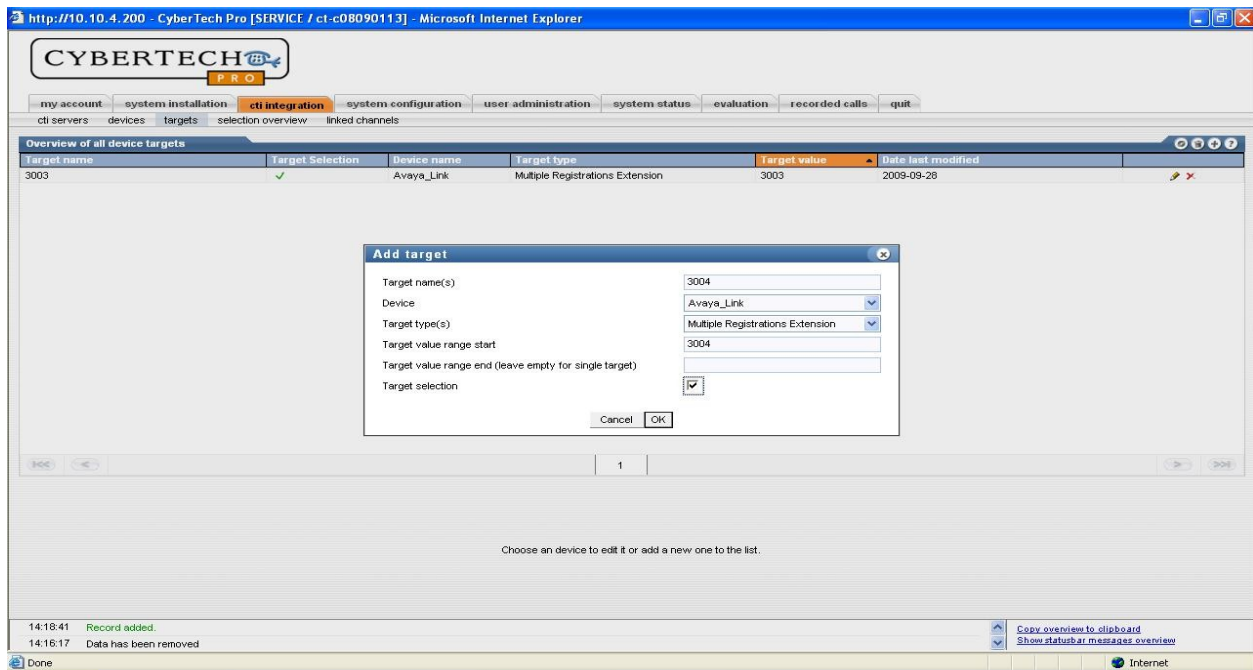 http://10.10.4.200 - CyberTech Pro [SERVICE / ct-c08090113] - Microsoft Internet Explorer
CYBERTECH
PRO
my account system installation cti integration system configuration user administration system status evaluation recorded calls quit
cti servers devices targets selection overview linked channels
Overview of all device targets
Target name Target Selection Device name Target type Target value Date last modified
3003 Avaya_Link Multiple Registrations Extension 3003 2009-09-28
Add target
Target name(s) 3004
Device Avaya_Link
Target type(s) Multiple Registrations Extension
Target value range start 3004
Target value range end (leave empty for single target)
Target selection
Cancel OK
1
Choose an device to edit it or add a new one to the list.
14:18:41 Record added. Copy overview to clipboard
14:16:17 Data has been removed Show statusbar messages overview
Done Internet